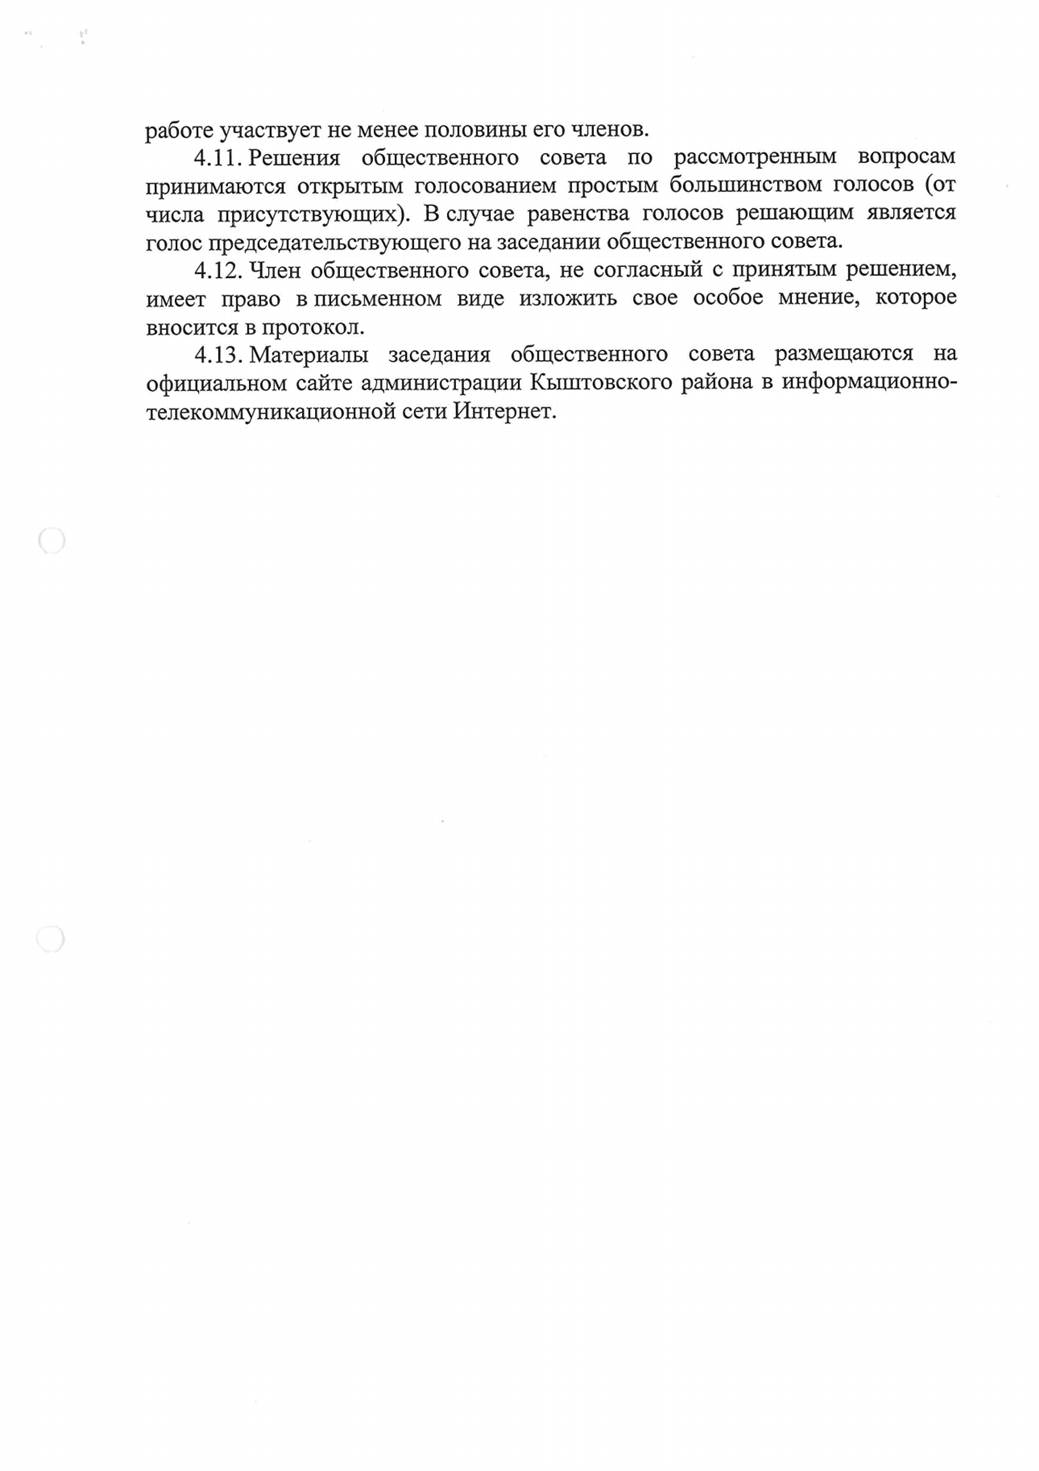 работе участвует не менее половины его членов.
4.11. Решения общественного совета по рассмотренным вопросам
принимаются открытым голосованием простым большинством голосов (от
числа присутствующих). В случае равенства голосов решающим является
голос председательствующего на заседании общественного совета.
4.12. Член общественного совета, не согласный с принятым решением,
имеет право в письменном виде изложить свое особое мнение, которое
вносится в протокол.
4.13. Материалы заседания общественного совета размещаются на
официальном сайте администрации Кыштовского района в информационно-
телекоммуникационной сети Интернет.